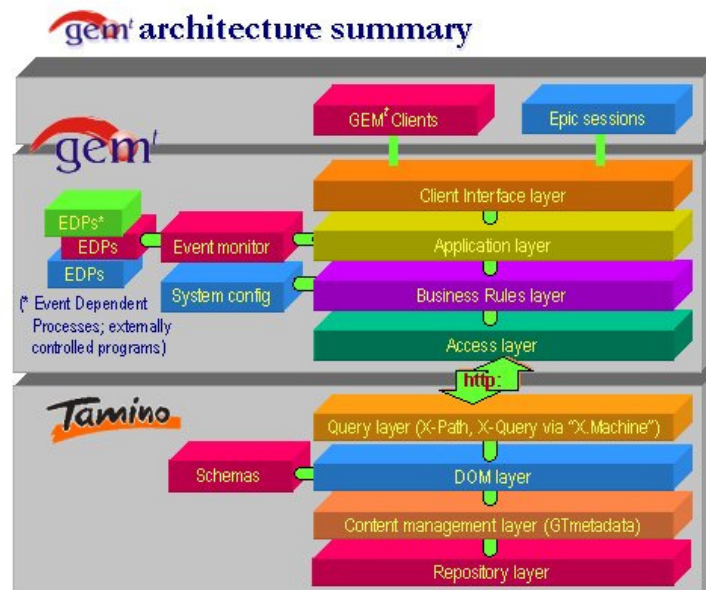 gemᵗ architecture summary
GEMᵗ Clients
Epic sessions
gemᵗ
Client Interface layer
EDPs*
EDPs
EDPs
Event monitor
Application layer
System config
Business Rules layer
(* Event Dependent
Processes; externally
controlled programs)
Access layer
http:
Tamino
Query layer (X-Path, X-Query via "X.Machine")
Schemas
DOM layer
Content management layer (GTmetadata)
Repository layer